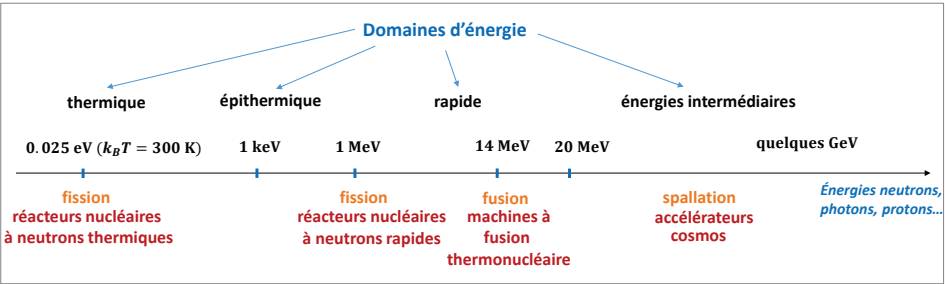 Domaines d'énergie
thermique épithermique rapide énergies intermédiaires
0.025 eV (k_BT = 300 K) 1 keV 1 MeV 14 MeV 20 MeV quelques GeV
fission fission fusion spallation Énergies neutrons,
réacteurs nucléaires réacteurs nucléaires machines à accélérateurs photons, protons…
à neutrons thermiques à neutrons rapides fusion cosmos
thermonucléaire